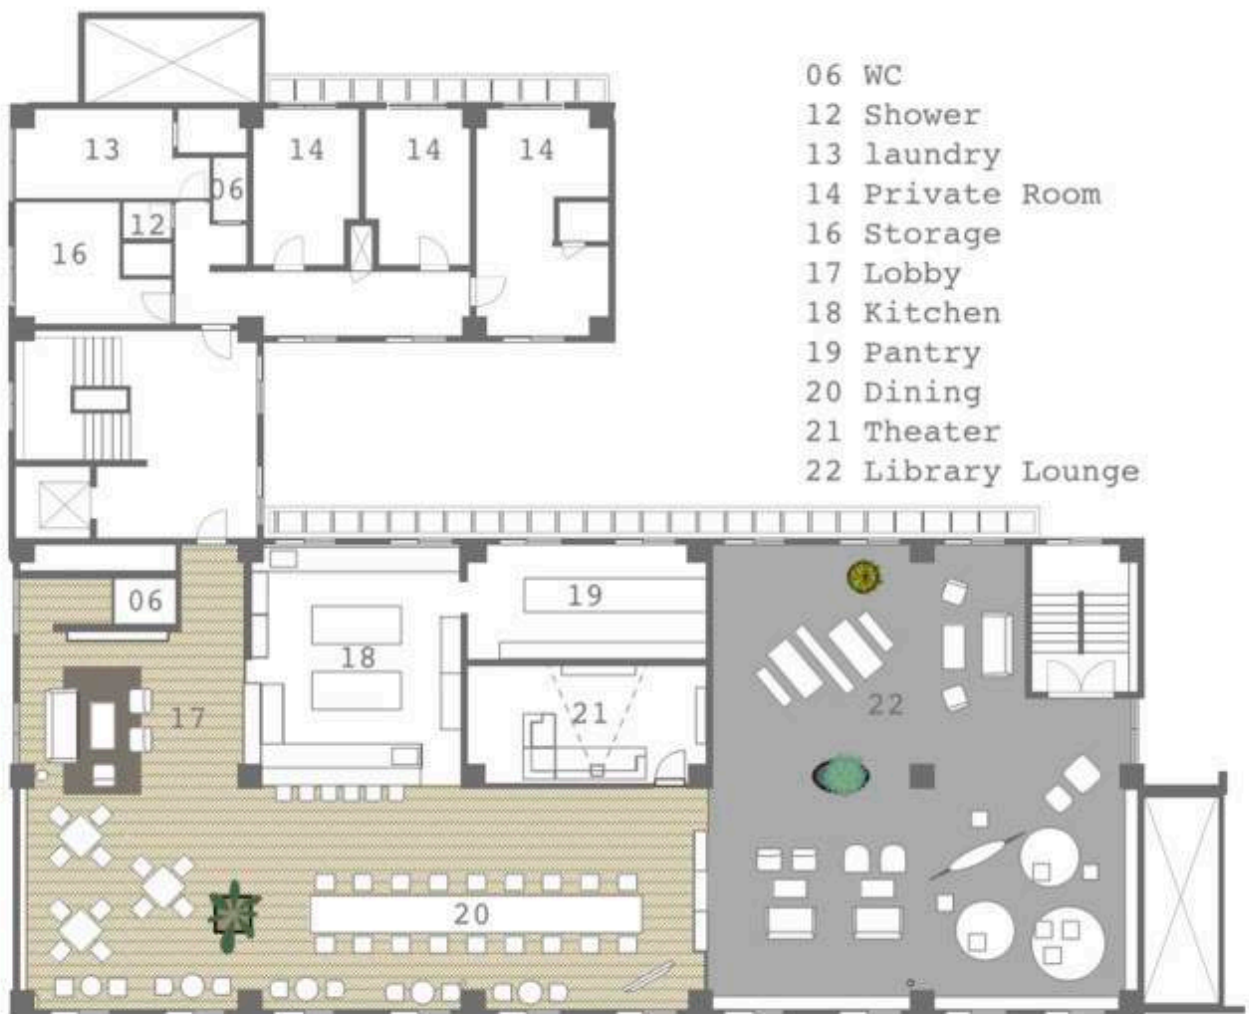 06 WC
12 Shower
13 laundry
14 Private Room
16 Storage
17 Lobby
18 Kitchen
19 Pantry
20 Dining
21 Theater
22 Library Lounge
13
14
14
14
06
12
16
06
19
18
21
17
22
20